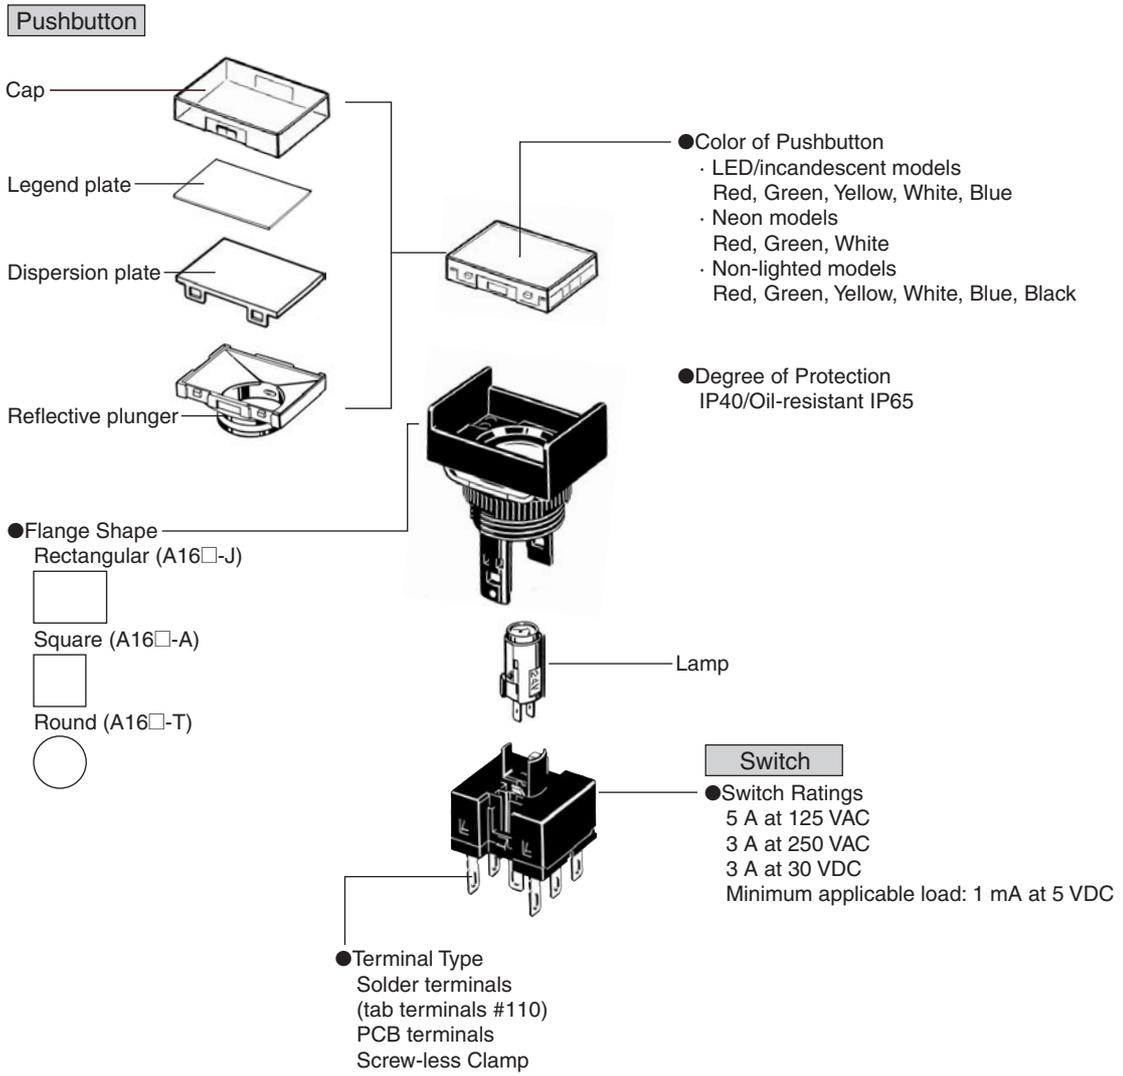 Pushbutton
Cap
Legend plate
Dispersion plate
Reflective plunger
●Color of Pushbutton
· LED/incandescent models
Red, Green, Yellow, White, Blue
· Neon models
Red, Green, White
· Non-lighted models
Red, Green, Yellow, White, Blue, Black
●Degree of Protection
IP40/Oil-resistant IP65
●Flange Shape
Rectangular (A16□-J)
Square (A16□-A)
Round (A16□-T)
24V
Lamp
Switch
●Switch Ratings
5 A at 125 VAC
3 A at 250 VAC
3 A at 30 VDC
Minimum applicable load: 1 mA at 5 VDC
●Terminal Type
Solder terminals
(tab terminals #110)
PCB terminals
Screw-less Clamp